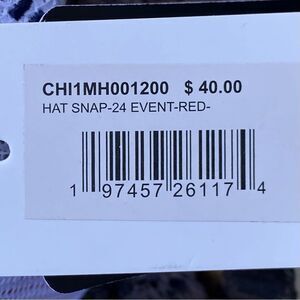 CHI1MH001200 $ 40.00
HAT SNAP-24 EVENT-RED-
1 97457 26117 4